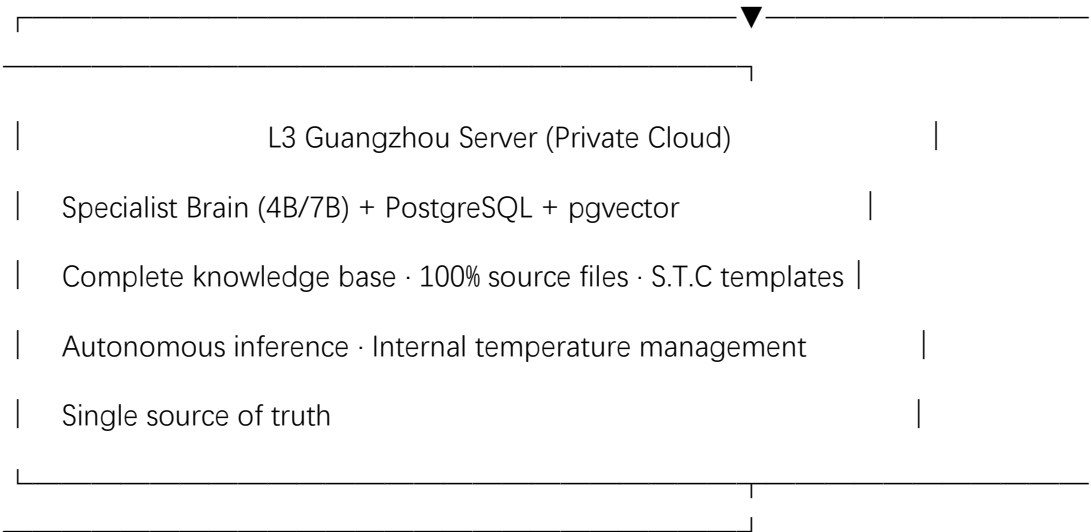 ┌─────────────────────────▼───────────
─────────────────────────┐
│ L3 Guangzhou Server (Private Cloud) │
│ Specialist Brain (4B/7B) + PostgreSQL + pgvector │
│ Complete knowledge base · 100% source files · S.T.C templates │
│ Autonomous inference · Internal temperature management │
│ Single source of truth │
└─────────────────────────┬───────────
─────────────────────────┘